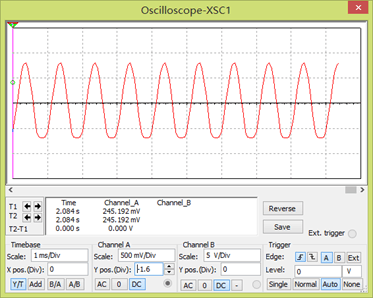 Oscilloscope-XSC1
Time Channel_A Channel_B
T1 2.084 s 245.192 mV
T2 2.084 s 245.192 mV
T2-T1 0.000 s 0.000 V
Reverse
Save
Ext. trigger
Timebase Channel A Channel B Trigger
Scale: 1 ms/Div Scale: 500 mV/Div Scale: 5 V/Div Edge: A B Ext
X pos.(Div): 0 Y pos.(Div): -1.6 Y pos.(Div): 0 Level: 0 V
Y/T Add B/A A/B AC 0 DC AC 0 DC - Single Normal Auto None